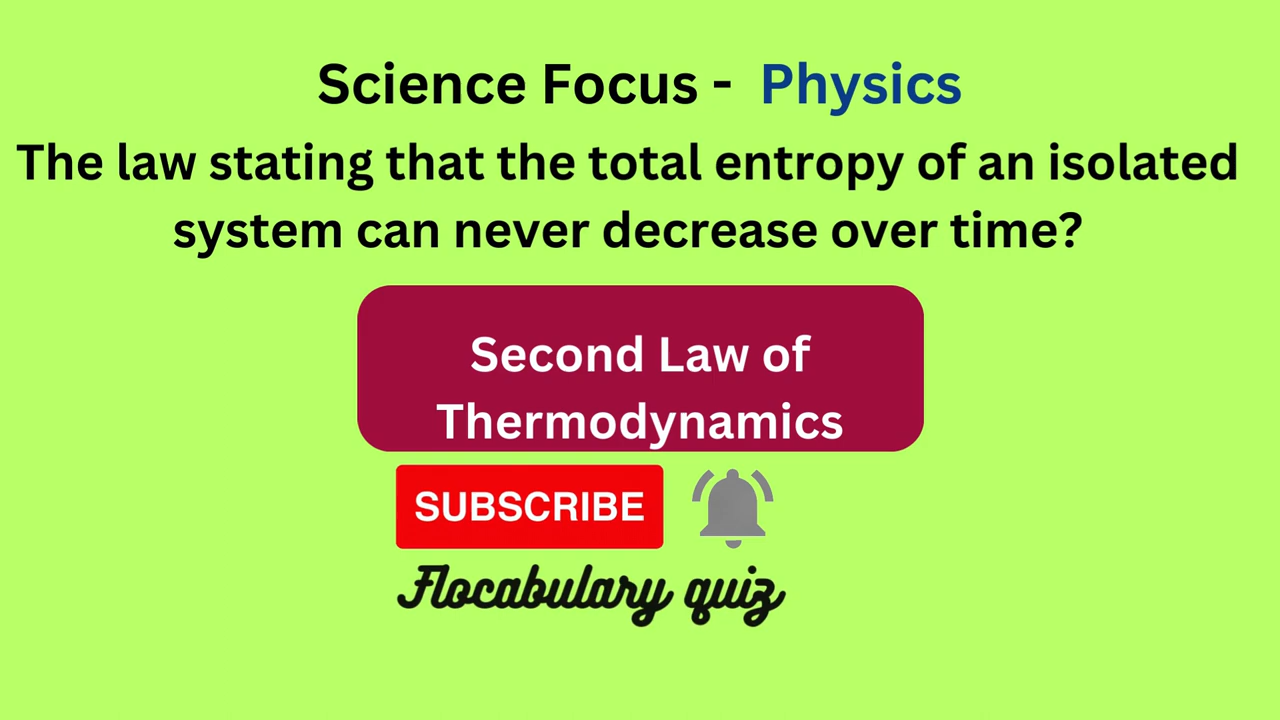 Science Focus - Physics
The law stating that the total entropy of an isolated
system can never decrease over time?
Second Law of
Thermodynamics
SUBSCRIBE
Flocabulary quiz